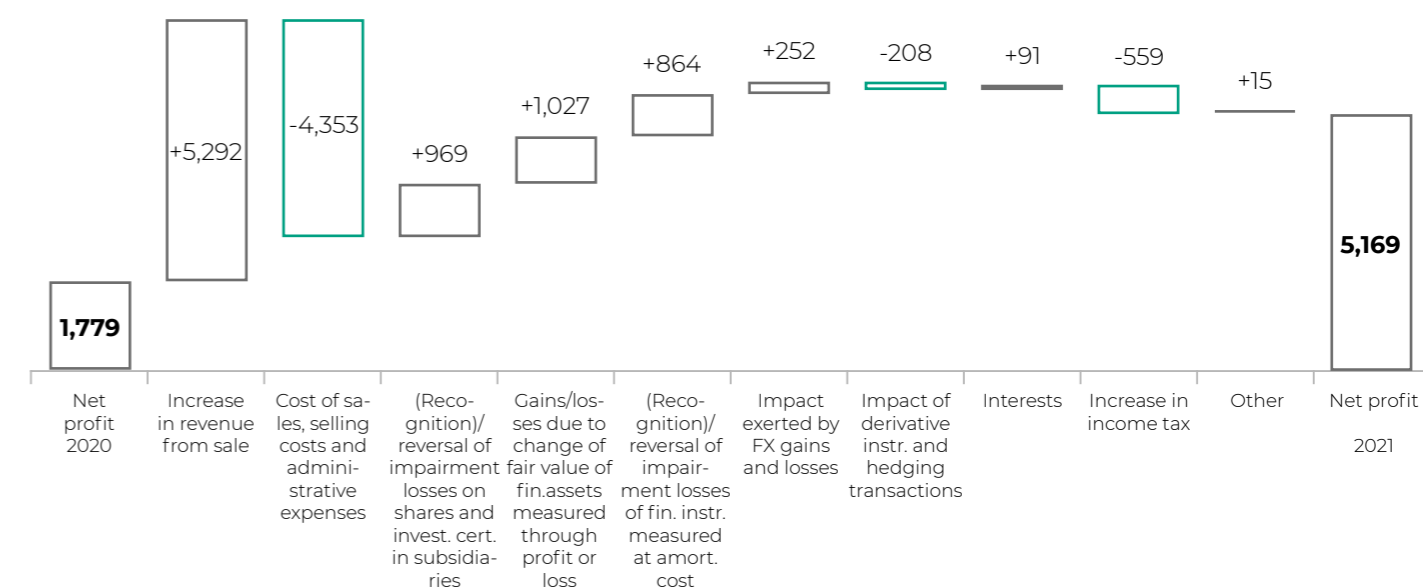 +5,292
-4,353
+969
+1,027
+864
+252
-208
+91
-559
+15
1,779
5,169
Net
profit
2020
Increase
in revenue
from sale
Cost of sa-
les, selling
costs and
admini-
strative
expenses
(Reco-
gnition)/
reversal of
impairment
losses on
shares and
invest. cert.
in subsidia-
ries
Gains/los-
ses due to
change of
fair value of
fin.assets
measured
through
profit or
loss
(Reco-
gnition)/
reversal of
impair-
ment losses
of fin. instr.
measured
at amort.
cost
Impact
exerted by
FX gains
and losses
Impact of
derivative
instr. and
hedging
transactions
Interests
Increase in
income tax
Other
Net profit
2021